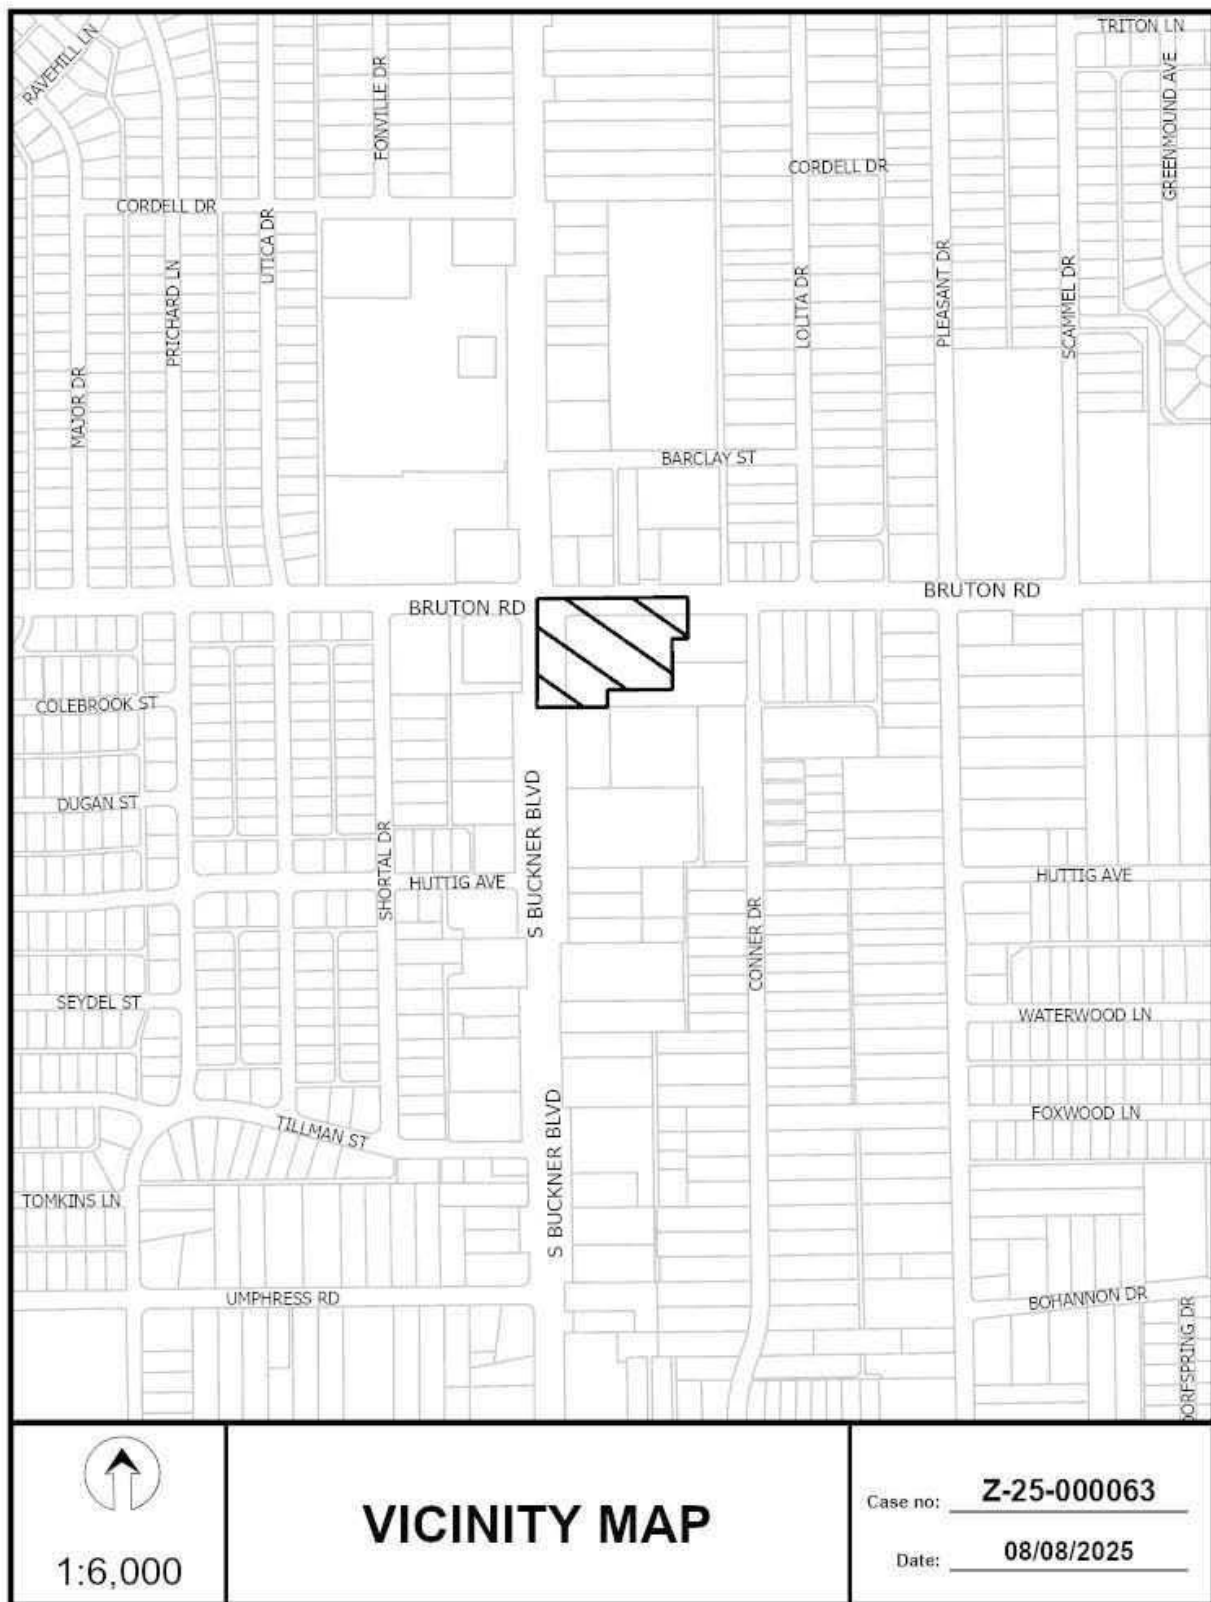 TRITON LN
RAVEHILL LN
FONVILLE DR
GREENMOUND AVE
CORDELL DR
CORDELL DR
UTICA DR
PRICHARD LN
LOLITA DR
PLEASANT DR
SCAMMEL DR
MAJOR DR
BARCLAY ST
BRUTON RD
BRUTON RD
COLEBROOK ST
DUGAN ST
S BUCKNER BLVD
SHORTAL DR
HUTTIG AVE
HUTTIG AVE
CONNER DR
SEYDEL ST
WATERWOOD LN
FOXWOOD LN
TILLMAN ST
S BUCKNER BLVD
TOMKINS LN
UMPHRESS RD
BOHANNON DR
DORFSPRING DR
1:6,000
VICINITY MAP
Case no: Z-25-000063
Date: 08/08/2025